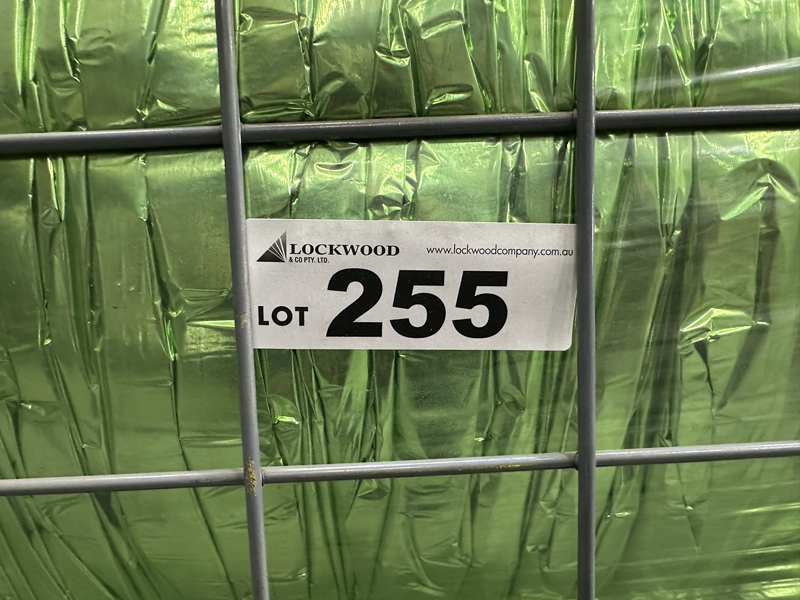 LOCKWOOD www.lockwoodcompany.com.au
& CO PTY. LTD.
LOT 255